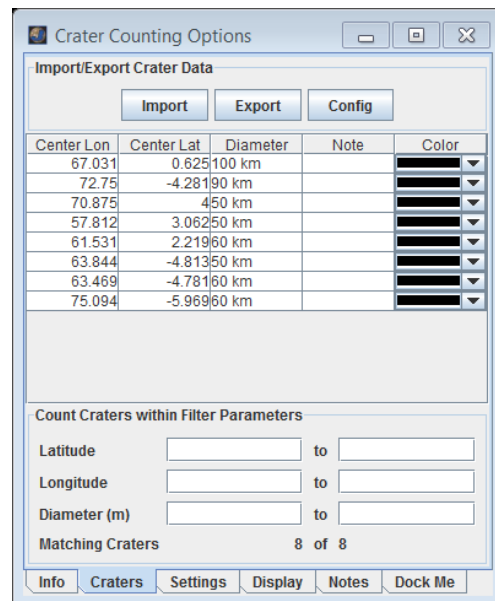 Crater Counting Options
Import/Export Crater Data
Import Export Config
Center Lon Center Lat Diameter Note Color
67.031 0.625 100 km
72.75 -4.281 90 km
70.875 4 50 km
57.812 3.062 50 km
61.531 2.219 60 km
63.844 -4.813 50 km
63.469 -4.781 60 km
75.094 -5.969 60 km
Count Craters within Filter Parameters
Latitude to
Longitude to
Diameter (m) to
Matching Craters 8 of 8
Info Craters Settings Display Notes Dock Me